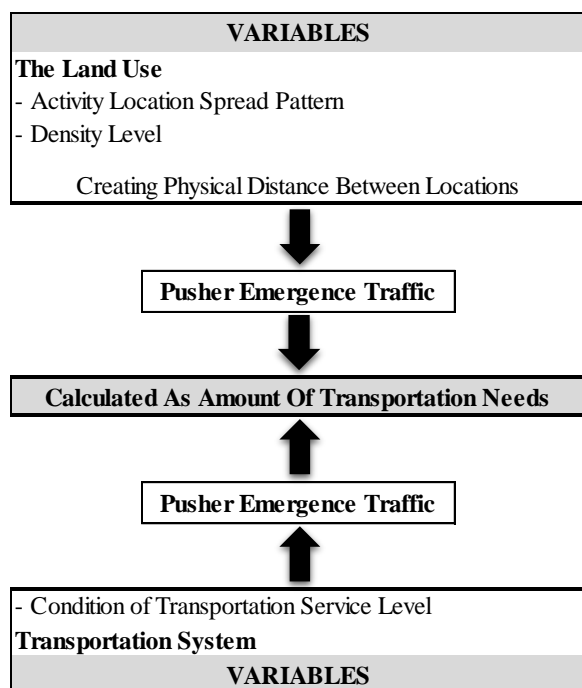 VARIABLES
The Land Use
- Activity Location Spread Pattern
- Density Level
Creating Physical Distance Between Locations
Pusher Emergence Traffic
Calculated As Amount Of Transportation Needs
Pusher Emergence Traffic
- Condition of Transportation Service Level
Transportation System
VARIABLES